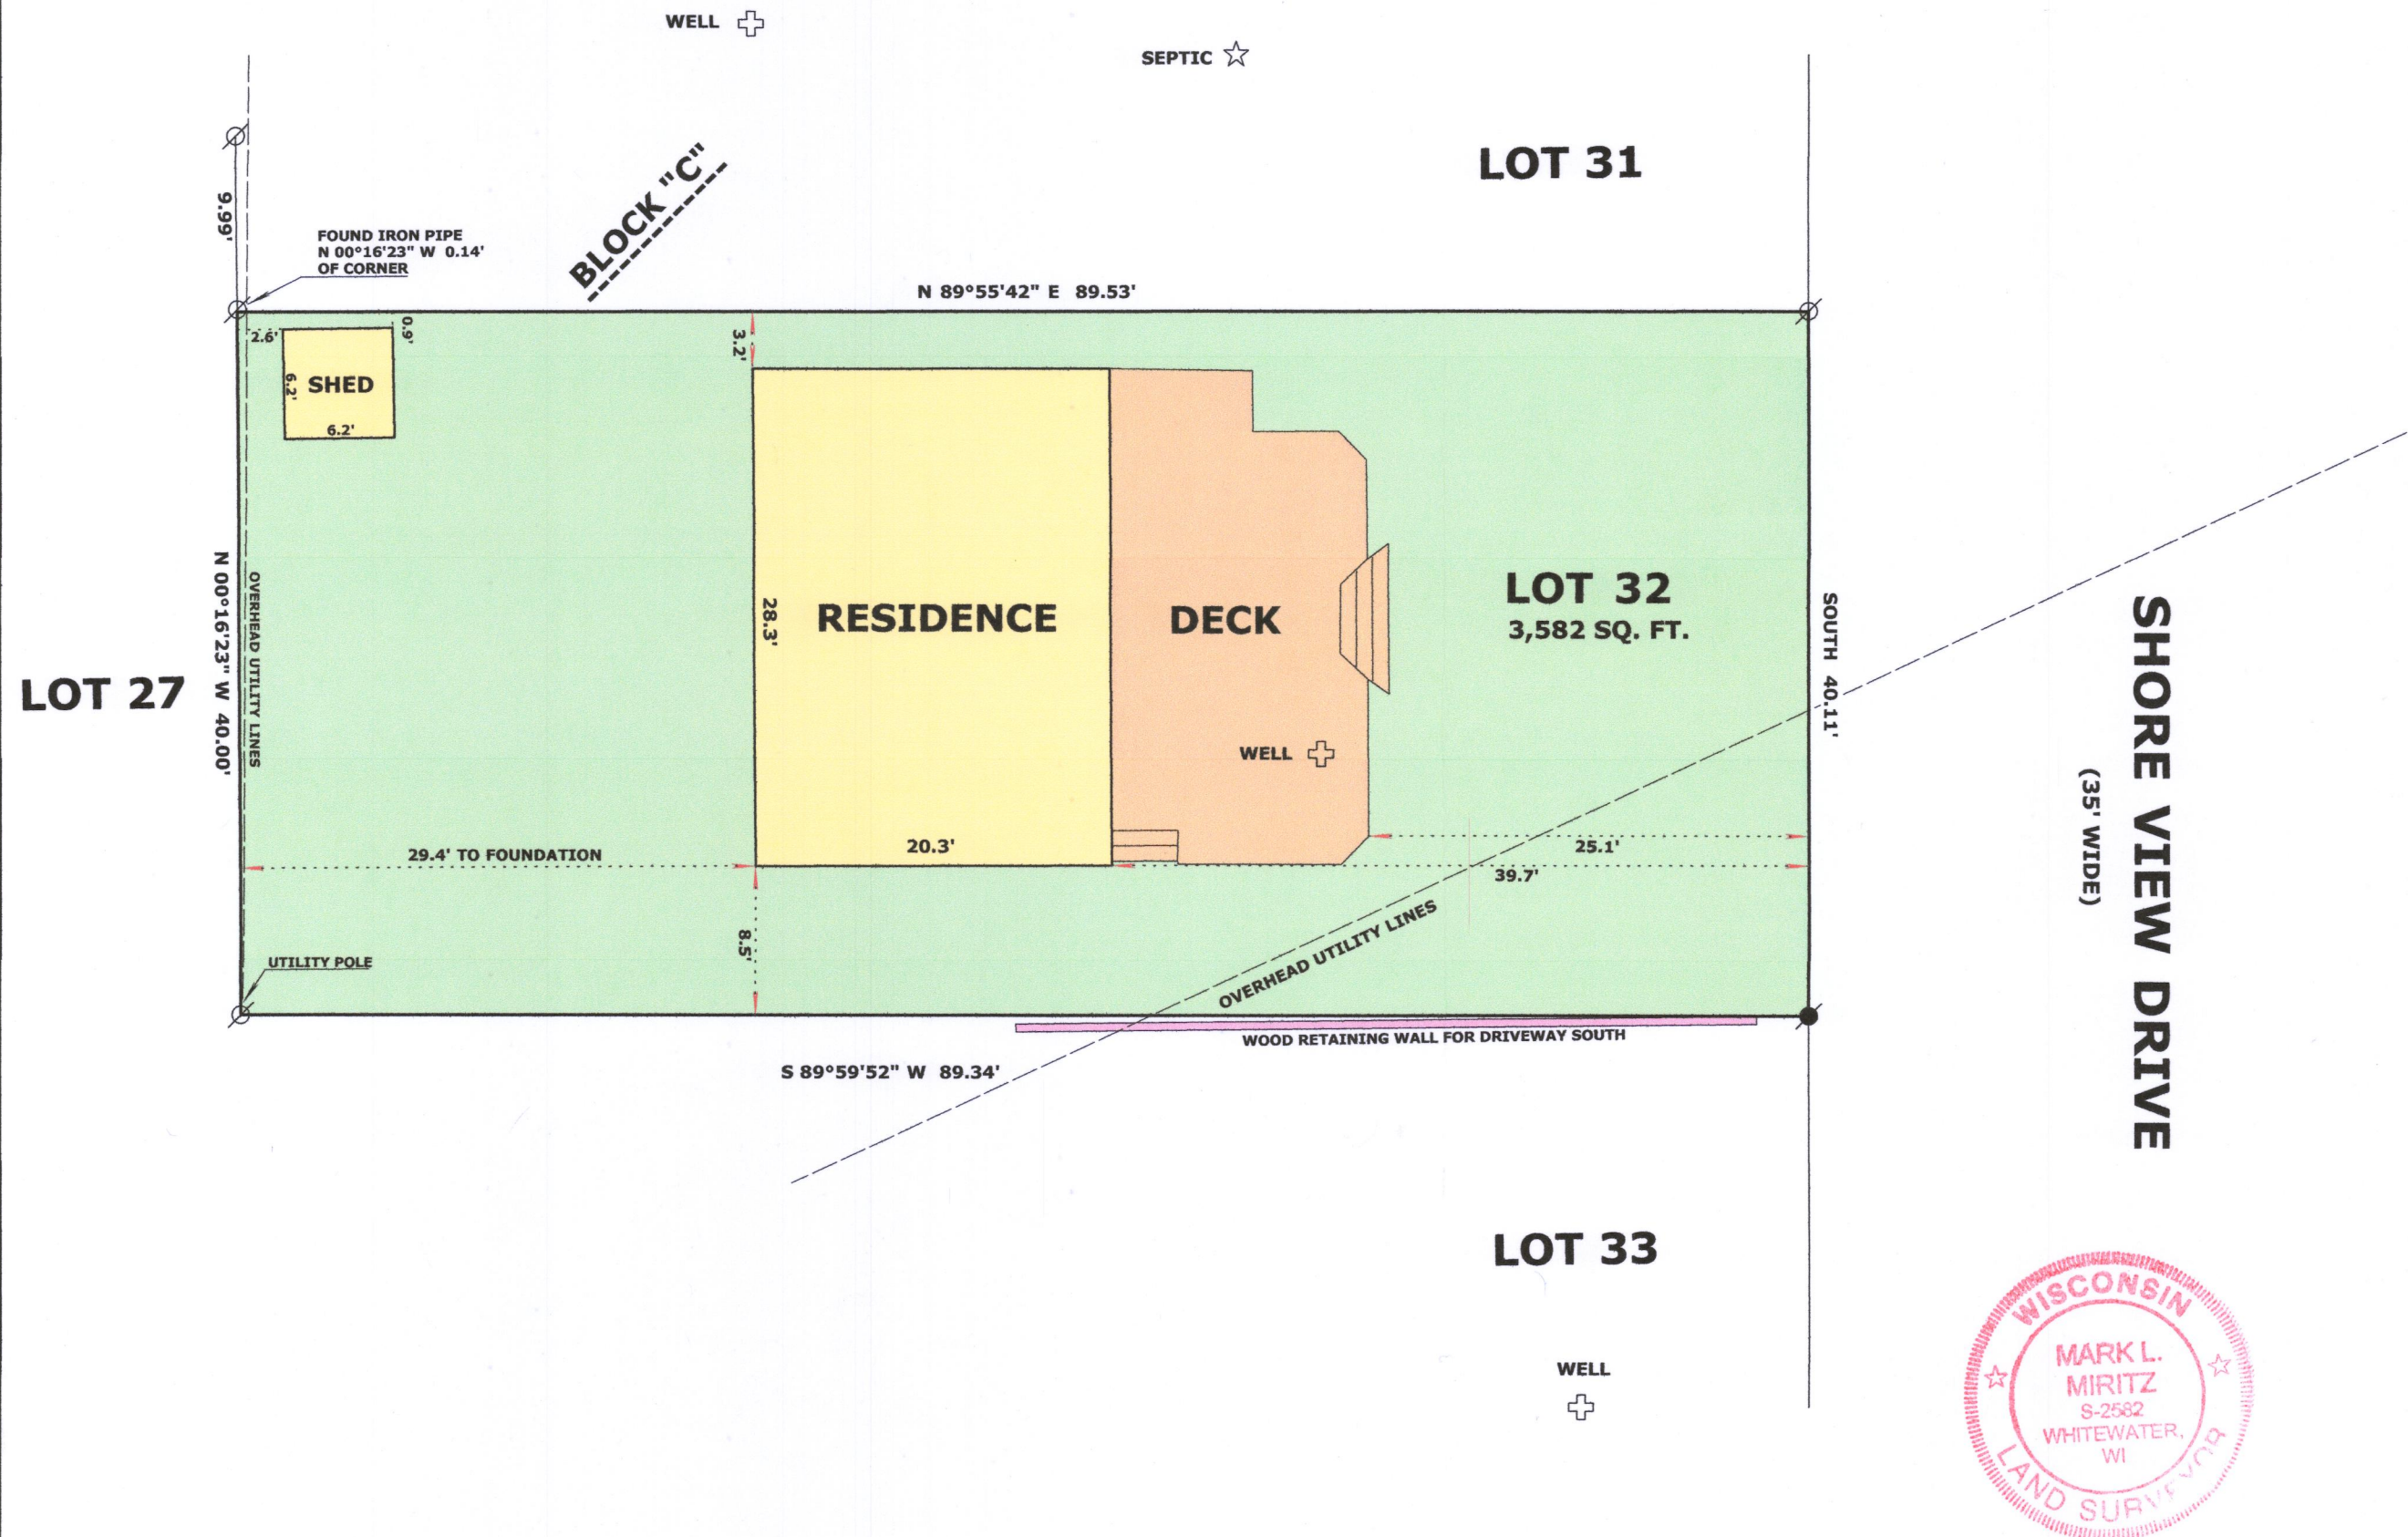 WELL
SEPTIC
LOT 31
BLOCK "C"
9.99'
FOUND IRON PIPE
N 00°16'23" W 0.14'
OF CORNER
N 89°55'42" E 89.53'
2.6'
0.9'
6.2'
SHED
6.2'
3.2'
28.3'
RESIDENCE
20.3'
DECK
WELL
LOT 32
3,582 SQ. FT.
SOUTH 40.11'
SHORE VIEW DRIVE
(35' WIDE)
LOT 27
N 00°16'23" W 40.00'
OVERHEAD UTILITY LINES
29.4' TO FOUNDATION
25.1'
39.7'
8.5'
UTILITY POLE
OVERHEAD UTILITY LINES
WOOD RETAINING WALL FOR DRIVEWAY SOUTH
S 89°59'52" W 89.34'
LOT 33
WELL
WISCONSIN
MARK L.
MIRITZ
S-2582
WHITEWATER,
WI
LAND SURVEYOR